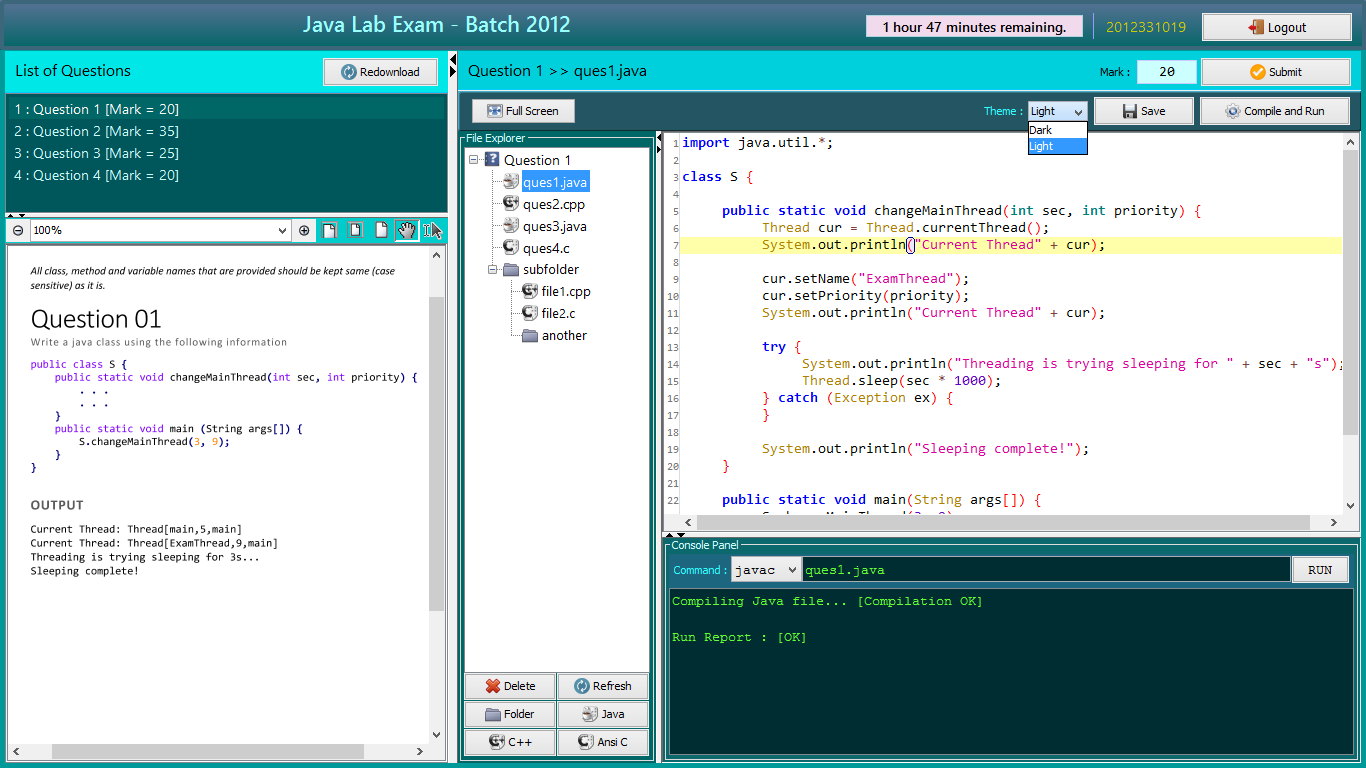 Java Lab Exam - Batch 2012
1 hour 47 minutes remaining.
2012331019
Logout
List of Questions
Redownload
1 : Question 1 [Mark = 20]
2 : Question 2 [Mark = 35]
3 : Question 3 [Mark = 25]
4 : Question 4 [Mark = 20]
100%
All class, method and variable names that are provided should be kept same (case
sensitive) as it is.
Question 01
Write a java class using the following information
public class S {
public static void changeMainThread(int sec, int priority) {
. . .
. . .
}
public static void main (String args[]) {
S.changeMainThread(3, 9);
}
}
OUTPUT
Current Thread: Thread[main,5,main]
Current Thread: Thread[ExamThread,9,main]
Threading is trying sleeping for 3s...
Sleeping complete!
Question 1 >> ques1.java
Mark :
20
Submit
Full Screen
Theme :
Light
Dark
Light
Save
Compile and Run
File Explorer
Question 1
ques1.java
ques2.cpp
ques3.java
ques4.c
subfolder
file1.cpp
file2.c
another
Delete
Refresh
Folder
Java
C++
Ansi C
1 import java.util.*;
2
3 class S {
4
5 public static void changeMainThread(int sec, int priority) {
6 Thread cur = Thread.currentThread();
7 System.out.println("Current Thread" + cur);
8
9 cur.setName("ExamThread");
10 cur.setPriority(priority);
11 System.out.println("Current Thread" + cur);
12
13 try {
14 System.out.println("Threading is trying sleeping for " + sec + "s");
15 Thread.sleep(sec * 1000);
16 } catch (Exception ex) {
17 }
18
19 System.out.println("Sleeping complete!");
20 }
21
22 public static void main(String args[]) {
Console Panel
Command :
javac
ques1.java
RUN
Compiling Java file... [Compilation OK]
Run Report : [OK]